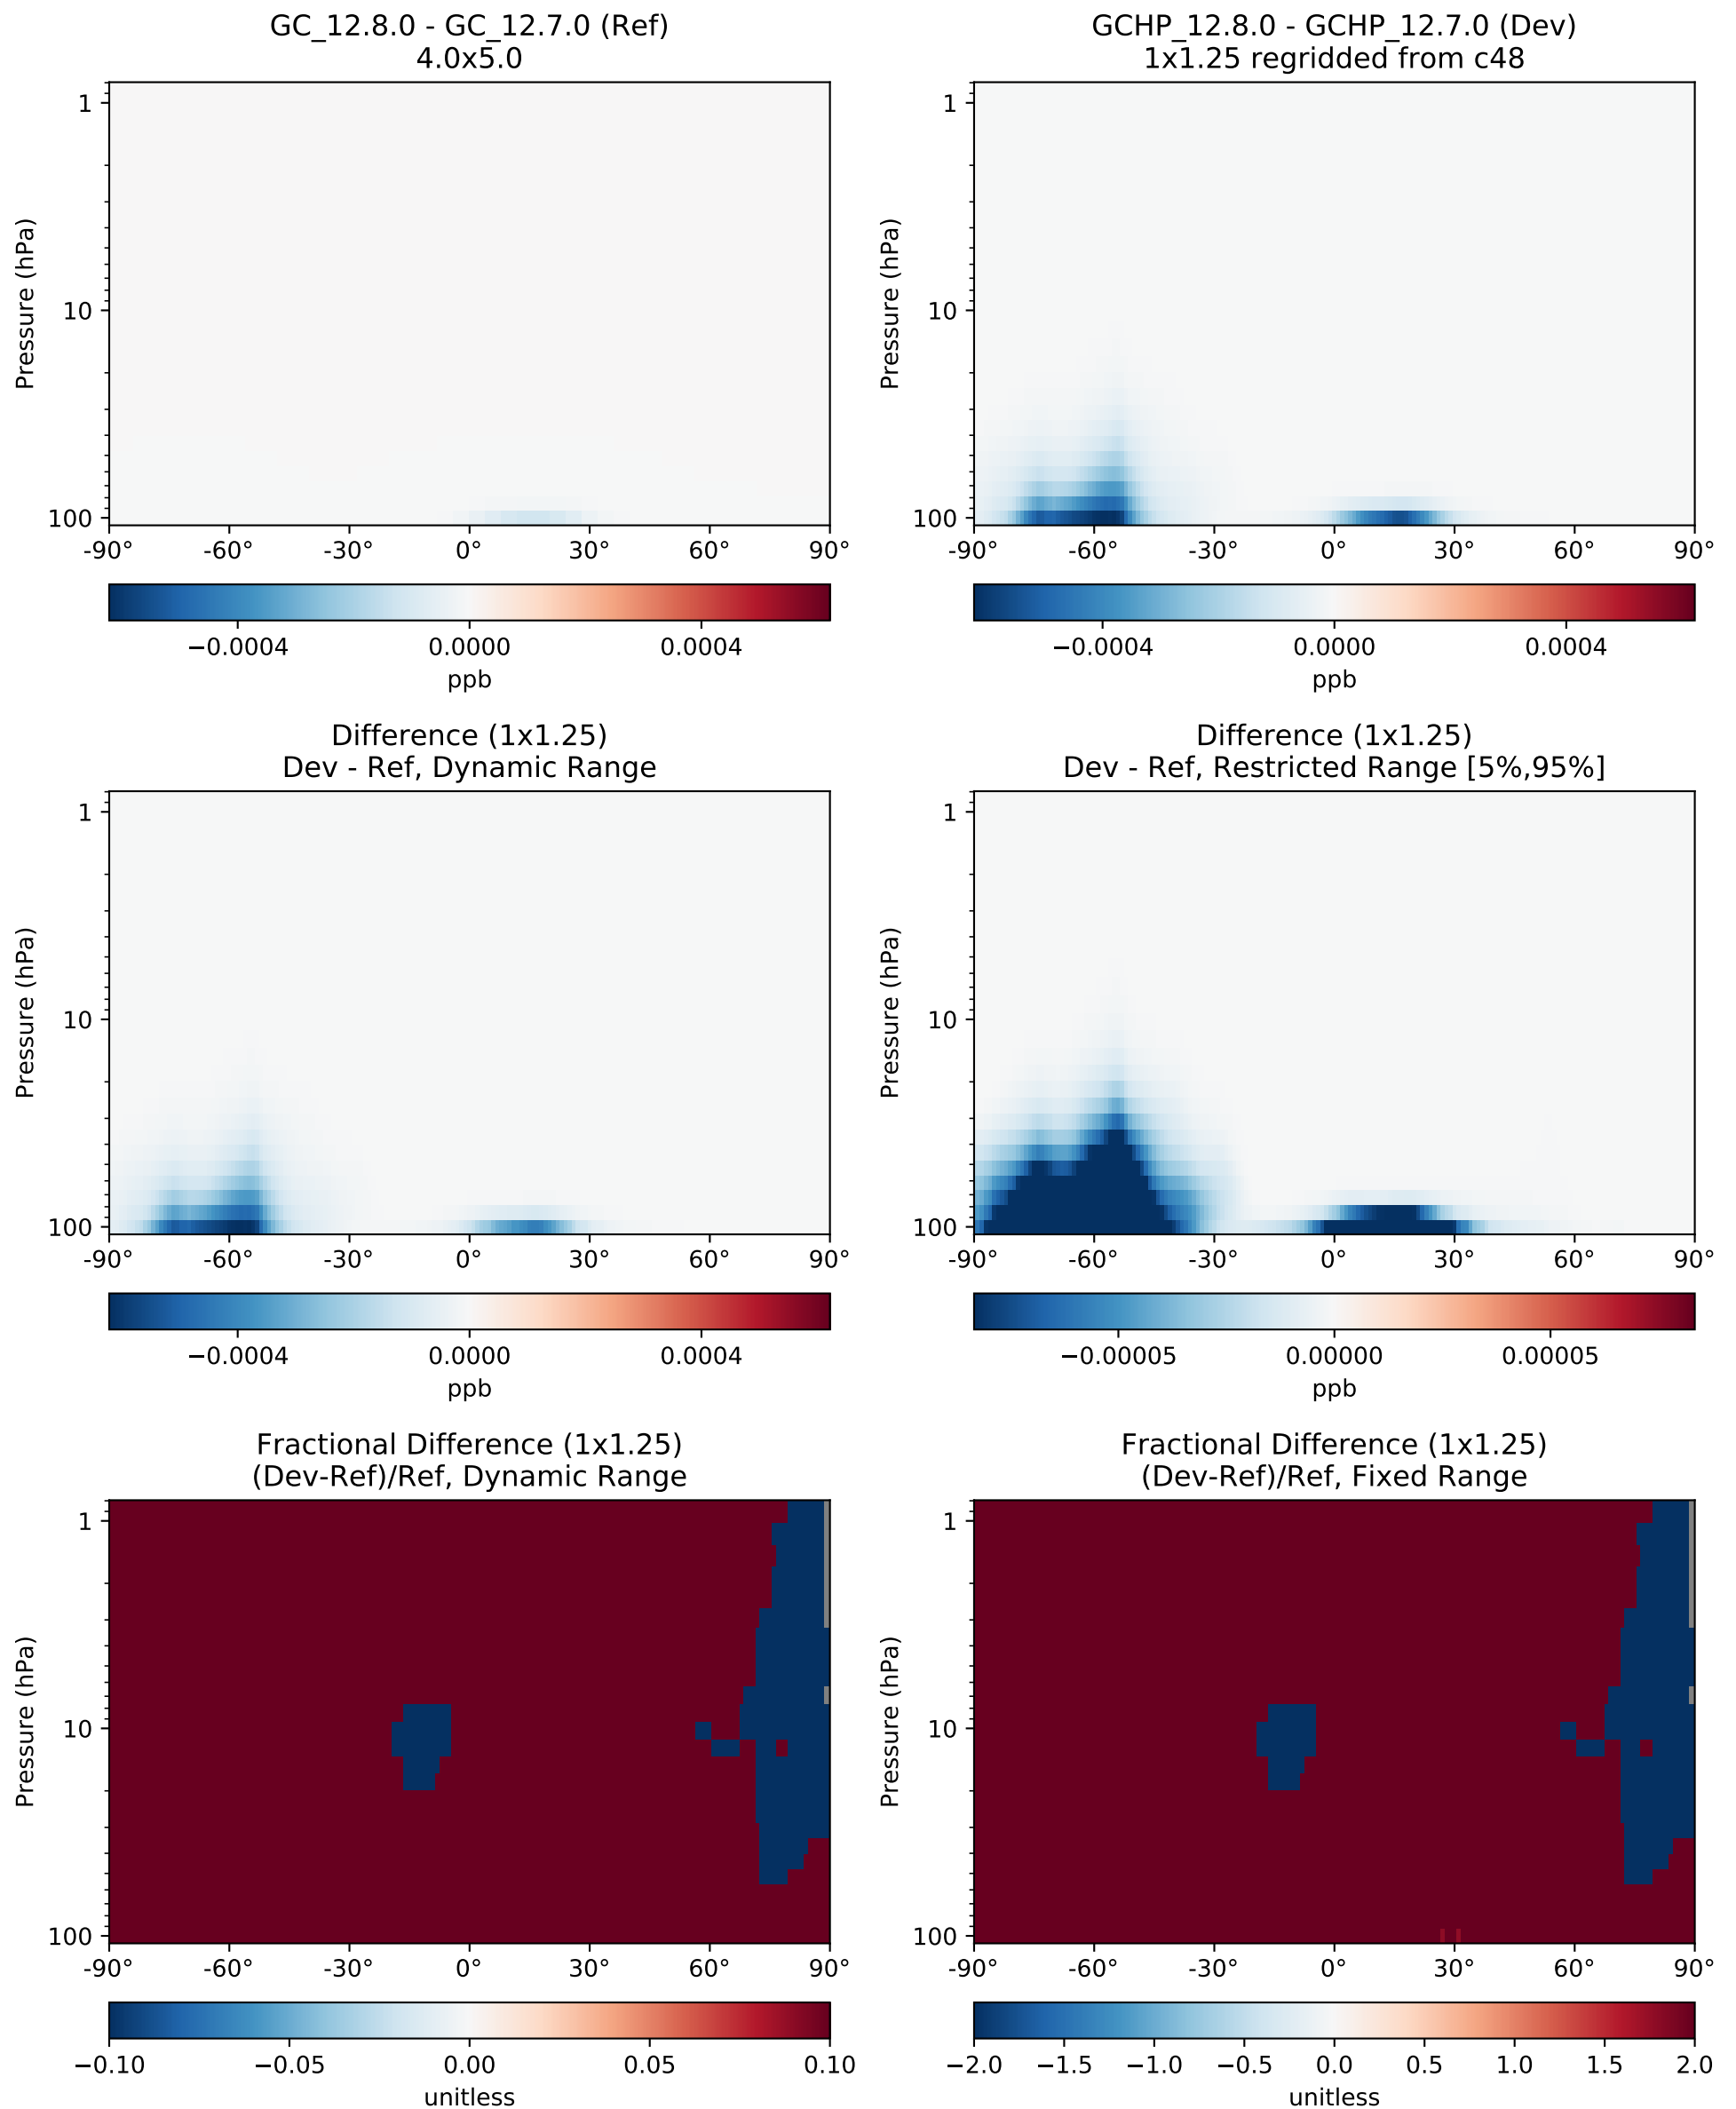 GC_12.8.0 - GC_12.7.0 (Ref)
4.0x5.0
Pressure (hPa)
1
10
100
-90° -60° -30° 0° 30° 60° 90°
−0.0004 0.0000 0.0004
ppb
GCHP_12.8.0 - GCHP_12.7.0 (Dev)
1x1.25 regridded from c48
Pressure (hPa)
1
10
100
-90° -60° -30° 0° 30° 60° 90°
−0.0004 0.0000 0.0004
ppb
Difference (1x1.25)
Dev - Ref, Dynamic Range
Pressure (hPa)
1
10
100
-90° -60° -30° 0° 30° 60° 90°
−0.0004 0.0000 0.0004
ppb
Difference (1x1.25)
Dev - Ref, Restricted Range [5%,95%]
Pressure (hPa)
1
10
100
-90° -60° -30° 0° 30° 60° 90°
−0.00005 0.00000 0.00005
ppb
Fractional Difference (1x1.25)
(Dev-Ref)/Ref, Dynamic Range
Pressure (hPa)
1
10
100
-90° -60° -30° 0° 30° 60° 90°
−0.10 −0.05 0.00 0.05 0.10
unitless
Fractional Difference (1x1.25)
(Dev-Ref)/Ref, Fixed Range
Pressure (hPa)
1
10
100
-90° -60° -30° 0° 30° 60° 90°
−2.0 −1.5 −1.0 −0.5 0.0 0.5 1.0 1.5 2.0
unitless